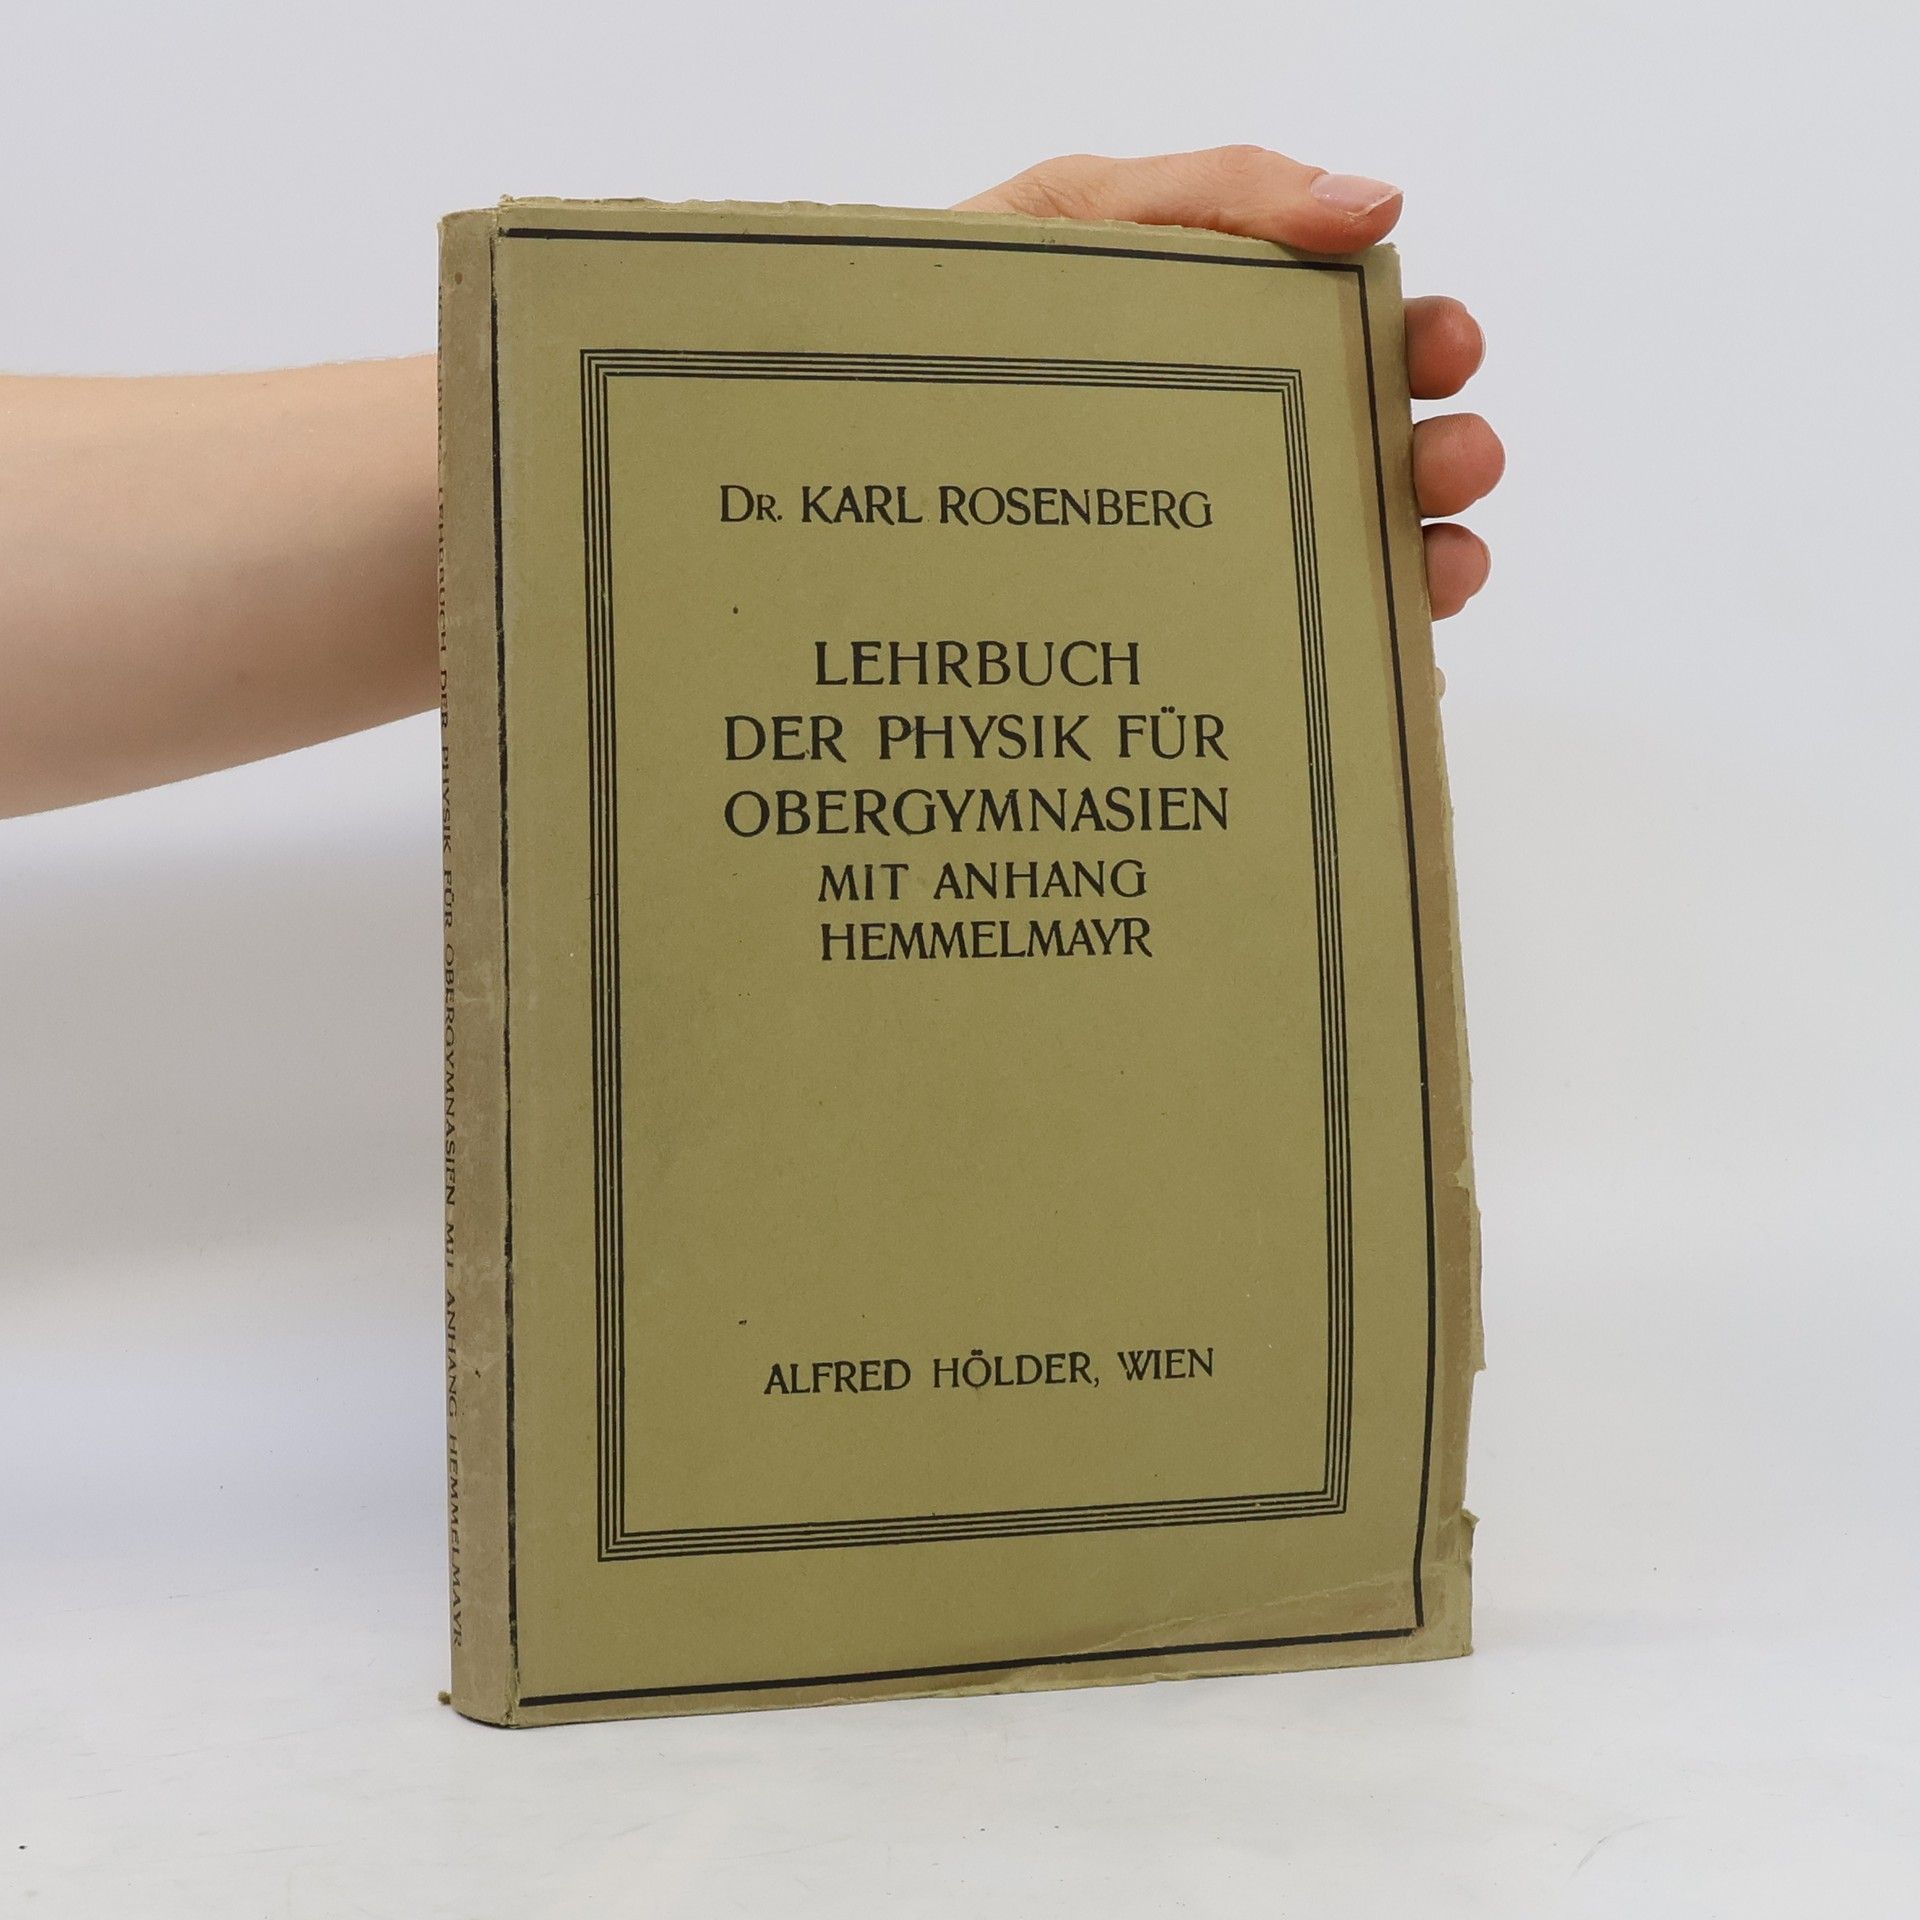 DR. KARL ROSENBERG
LEHRBUCH
DER PHYSIK FÜR
OBERGYMNASIEN
MIT ANHANG
HEMMELMAYR
ALFRED HÖLDER, WIEN
LEHRBUCH DER PHYSIK FÜR OBERGYMNASIEN MIT ANHANG HEMMELMAYR